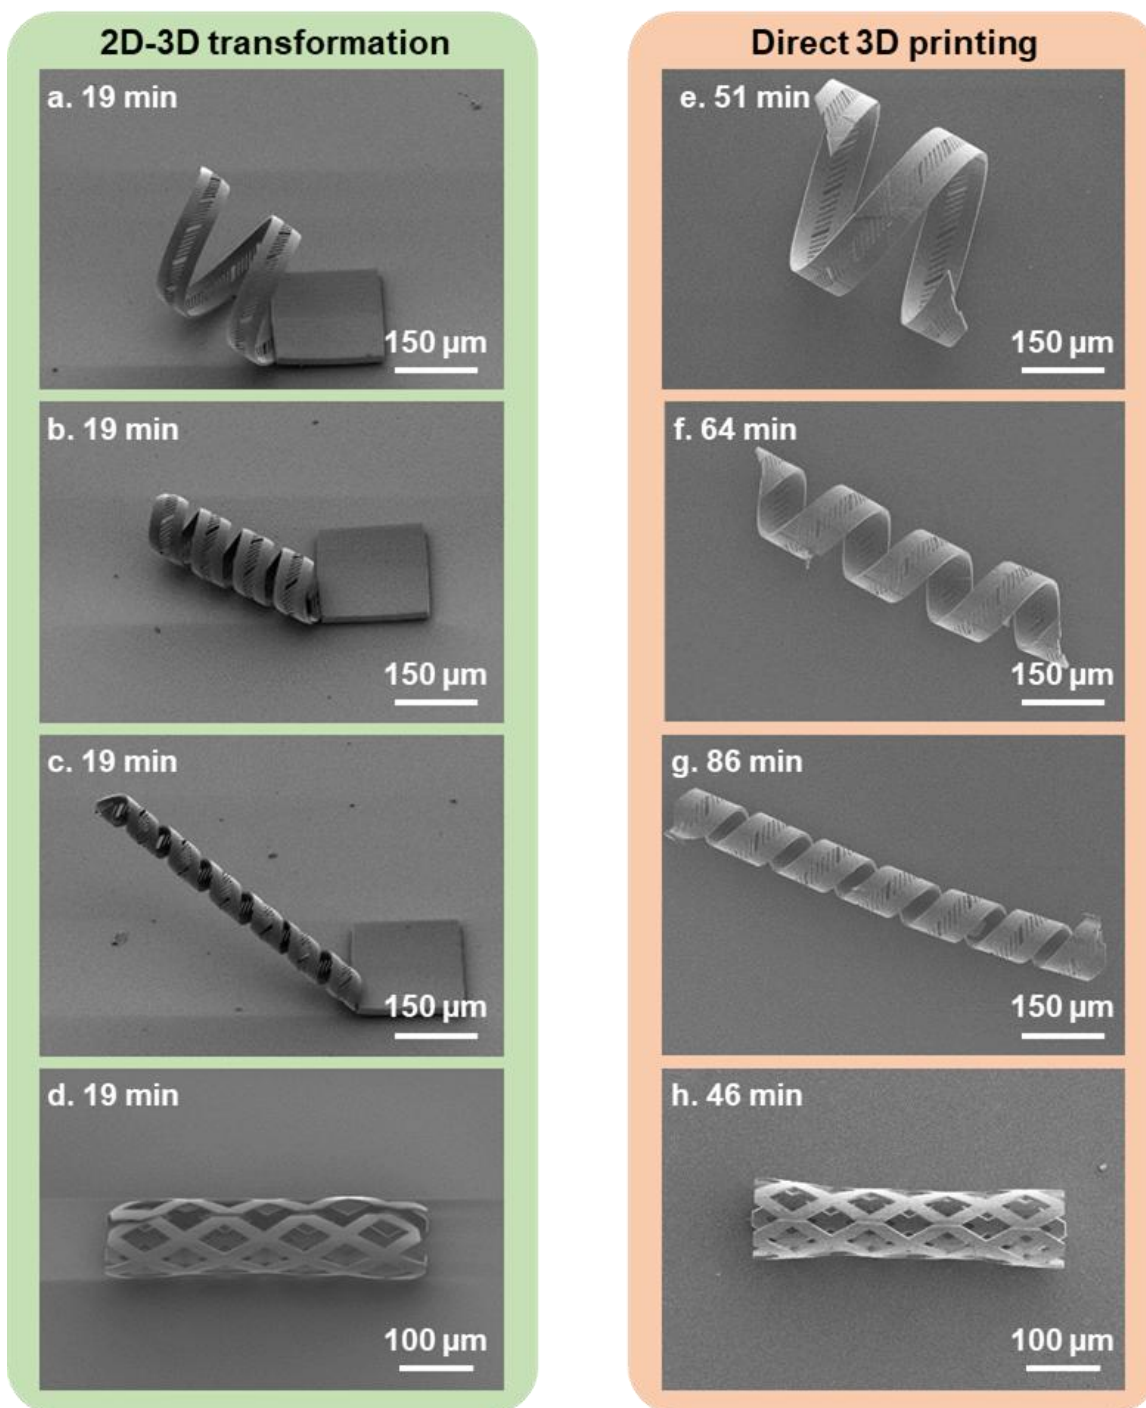 2D-3D transformation
a. 19 min
150 µm
b. 19 min
150 µm
c. 19 min
150 µm
d. 19 min
100 µm
Direct 3D printing
e. 51 min
150 µm
f. 64 min
150 µm
g. 86 min
150 µm
h. 46 min
100 µm